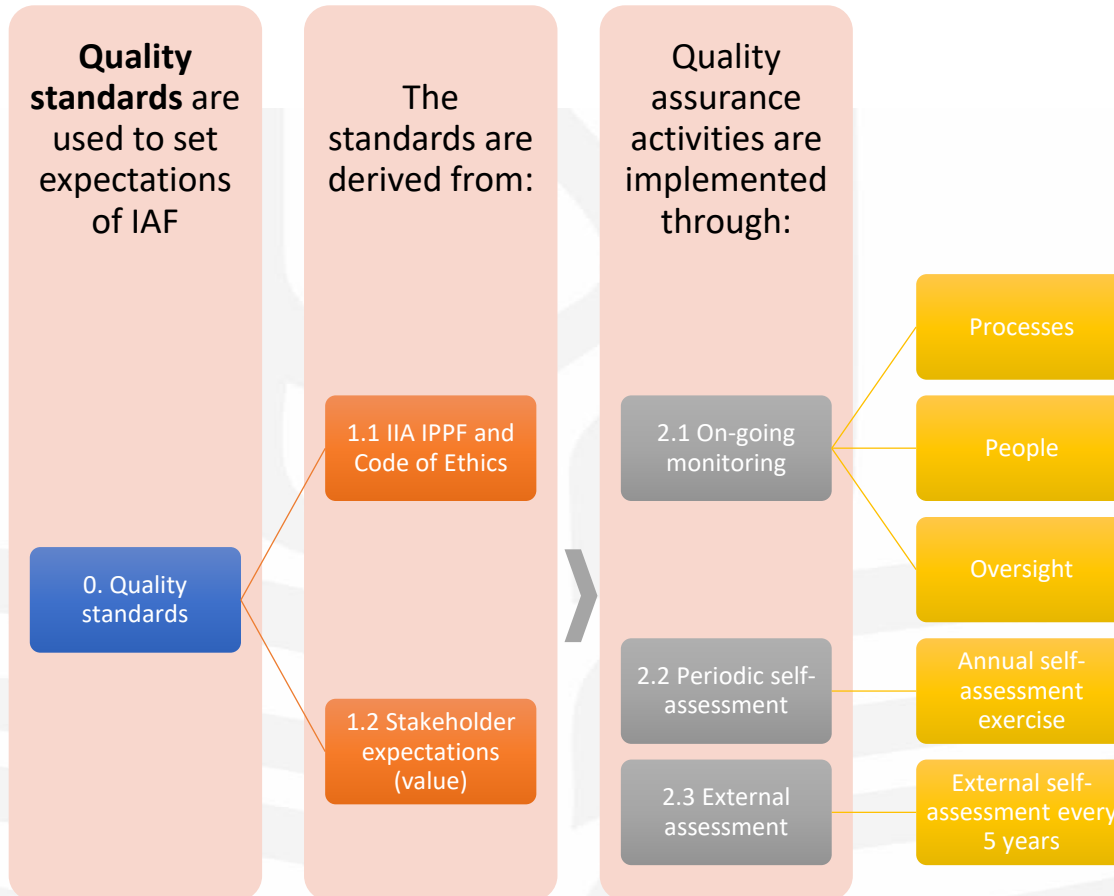 Quality
standards are
used to set
expectations
of IAF
The
standards are
derived from:
Quality
assurance
activities are
implemented
through:
0. Quality
standards
1.1 IIA IPPF and
Code of Ethics
1.2 Stakeholder
expectations
(value)
2.1 On-going
monitoring
Processes
People
Oversight
2.2 Periodic self-
assessment
Annual self-
assessment
exercise
2.3 External
assessment
External self-
assessment every
5 years